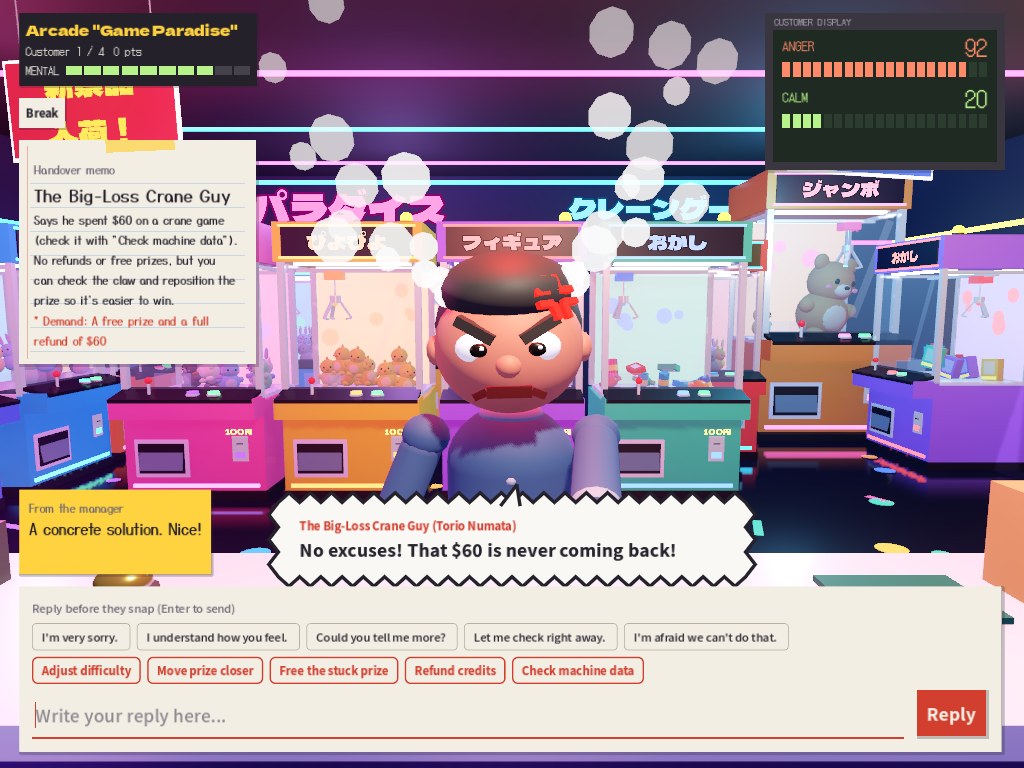 Arcade "Game Paradise"
Customer 1 / 4 0 pts
MENTAL
Break
Handover memo
The Big-Loss Crane Guy
Says he spent $60 on a crane game
(check it with "Check machine data").
No refunds or free prizes, but you
can check the claw and reposition the
prize so it's easier to win.
* Demand: A free prize and a full
refund of $60
CUSTOMER DISPLAY
ANGER 92
CALM 20
パラダイス
クレーンゲー
ジャンボ
ぴよぴよ
フィギュア
おかし
おかし
100円
From the manager
A concrete solution. Nice!
The Big-Loss Crane Guy (Torio Numata)
No excuses! That $60 is never coming back!
Reply before they snap (Enter to send)
I'm very sorry.
I understand how you feel.
Could you tell me more?
Let me check right away.
I'm afraid we can't do that.
Adjust difficulty
Move prize closer
Free the stuck prize
Refund credits
Check machine data
Write your reply here...
Reply